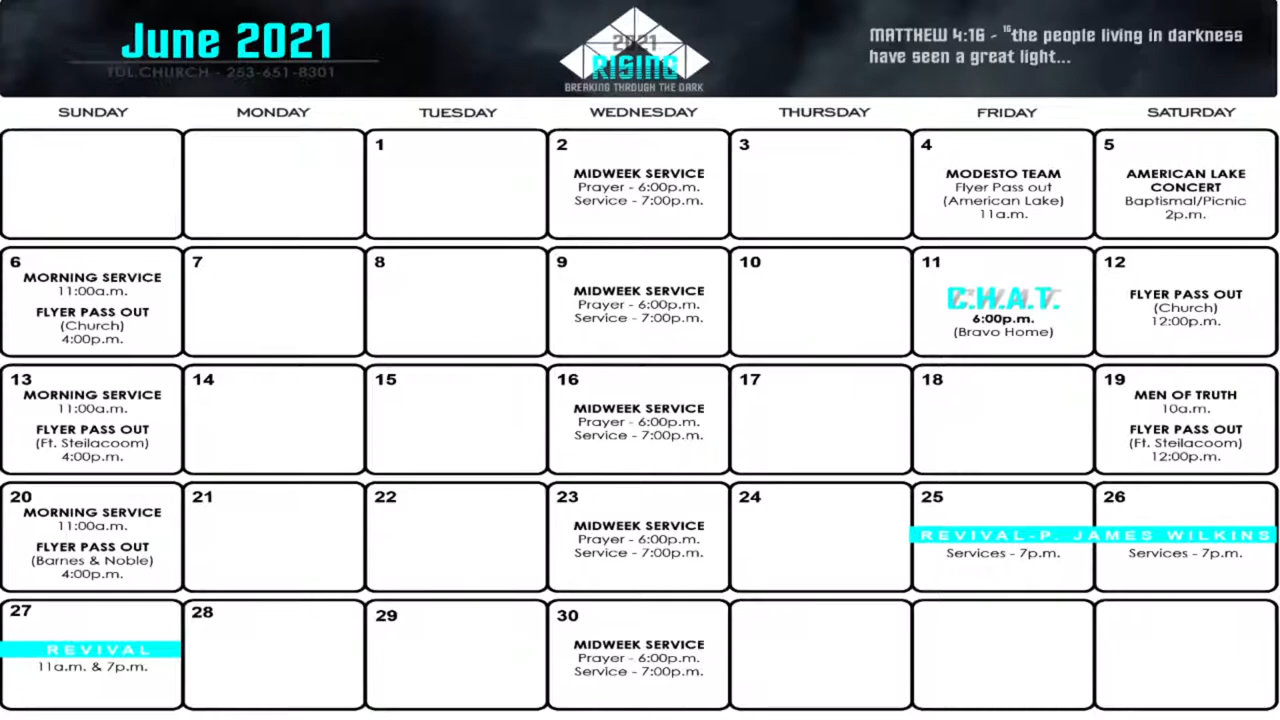 June 2021
FDL.CHURCH - 253-651-8301
2021
RISING
BREAKING THROUGH THE DARK
MATTHEW 4:16 - 16the people living in darkness
have seen a great light...
SUNDAY MONDAY TUESDAY WEDNESDAY THURSDAY FRIDAY SATURDAY
1
2
MIDWEEK SERVICE
Prayer - 6:00p.m.
Service - 7:00p.m.
3
4
MODESTO TEAM
Flyer Pass out
(American Lake)
11a.m.
5
AMERICAN LAKE
CONCERT
Baptismal/Picnic
2p.m.
6
MORNING SERVICE
11:00a.m.
FLYER PASS OUT
(Church)
4:00p.m.
7
8
9
MIDWEEK SERVICE
Prayer - 6:00p.m.
Service - 7:00p.m.
10
11
C.H.A.T.
6:00p.m.
(Bravo Home)
12
FLYER PASS OUT
(Church)
12:00p.m.
13
MORNING SERVICE
11:00a.m.
FLYER PASS OUT
(Ft. Steilacoom)
4:00p.m.
14
15
16
MIDWEEK SERVICE
Prayer - 6:00p.m.
Service - 7:00p.m.
17
18
19
MEN OF TRUTH
10a.m.
FLYER PASS OUT
(Ft. Steilacoom)
12:00p.m.
20
MORNING SERVICE
11:00a.m.
FLYER PASS OUT
(Barnes & Noble)
4:00p.m.
21
22
23
MIDWEEK SERVICE
Prayer - 6:00p.m.
Service - 7:00p.m.
24
25
26
REVIVAL-P. JAMES WILKINS
Services - 7p.m.
Services - 7p.m.
27
REVIVAL
11a.m. & 7p.m.
28
29
30
MIDWEEK SERVICE
Prayer - 6:00p.m.
Service - 7:00p.m.